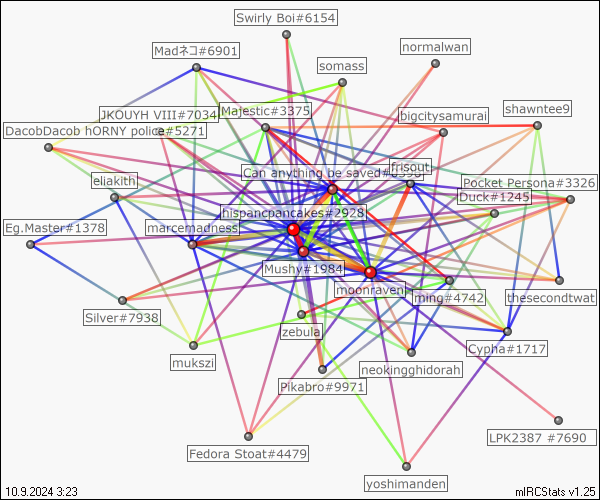 Swirly Boi#6154
Madネコ#6901
normalwan
somass
JKOUYH VIII#7034
Majestic#3375
bigcitysamurai
shawntee9
DacobDacob hORNY police#5271
Can anything be saved#
frisout
eliakith
Pocket Persona#3326
Duck#1245
hispancpancakes#2928
Eg.Master#1378
marcemadness
Mushy#1984
moonraven
ming#4742
thesecondtwat
Silver#7938
zebula
mukszi
Cypha#1717
neokingghidorah
Pikabro#9971
LPK2387 #7690
Fedora Stoat#4479
yoshimanden
10.9.2024 3:23
mIRCStats v1.25